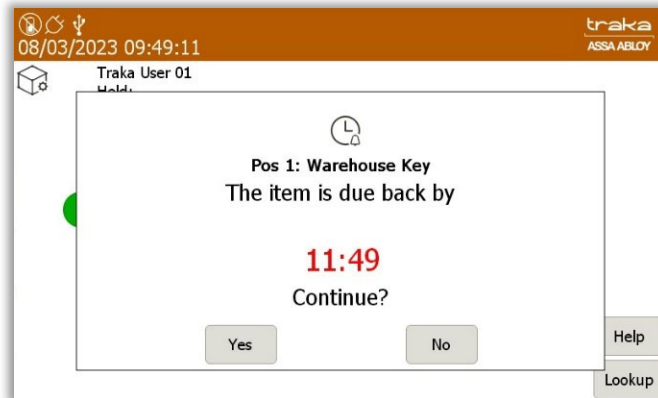 08/03/2023 09:49:11
traka
ASSA ABLOY
Traka User 01
Held:
Pos 1: Warehouse Key
The item is due back by
11:49
Continue?
Yes
No
Help
Lookup